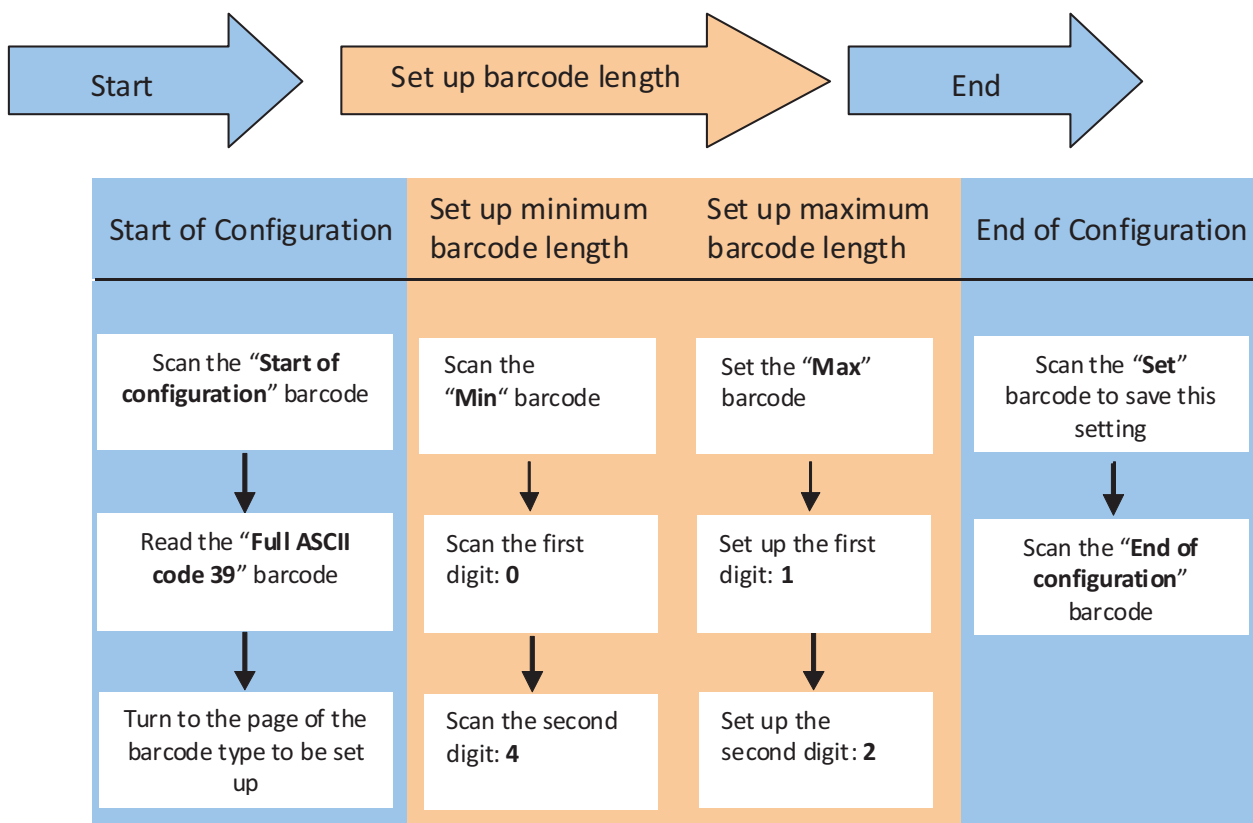 Start
Set up barcode length
End
Start of Configuration
Set up minimum
barcode length
Set up maximum
barcode length
End of Configuration
Scan the “Start of
configuration” barcode
Read the “Full ASCII
code 39” barcode
Turn to the page of the
barcode type to be set
up
Scan the
“Min“ barcode
Scan the first
digit: 0
Scan the second
digit: 4
Set the “Max”
barcode
Set up the first
digit: 1
Set up the
second digit: 2
Scan the “Set”
barcode to save this
setting
Scan the “End of
configuration”
barcode